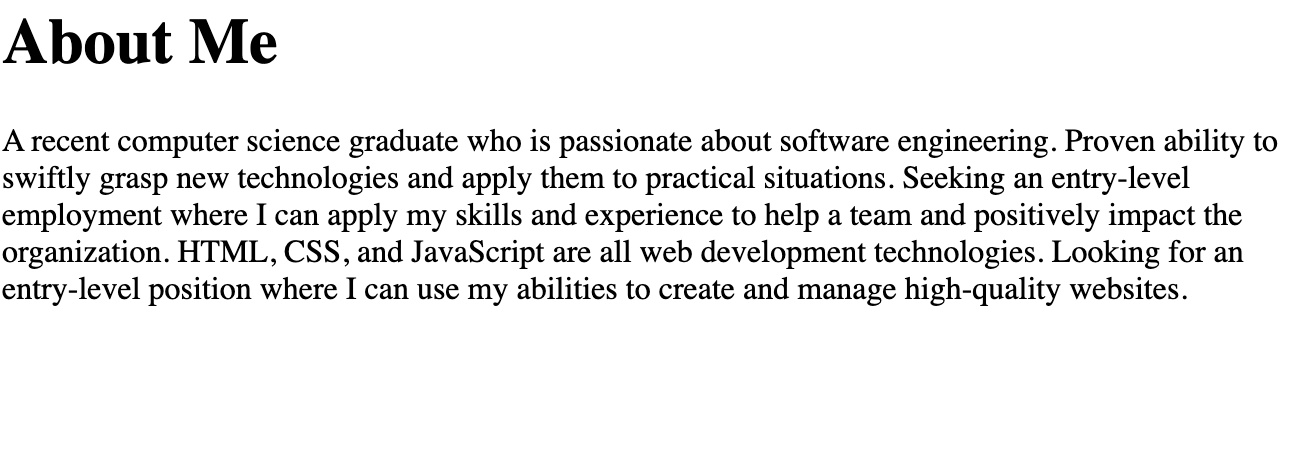 About Me
A recent computer science graduate who is passionate about software engineering. Proven ability to
swiftly grasp new technologies and apply them to practical situations. Seeking an entry-level
employment where I can apply my skills and experience to help a team and positively impact the
organization. HTML, CSS, and JavaScript are all web development technologies. Looking for an
entry-level position where I can use my abilities to create and manage high-quality websites.